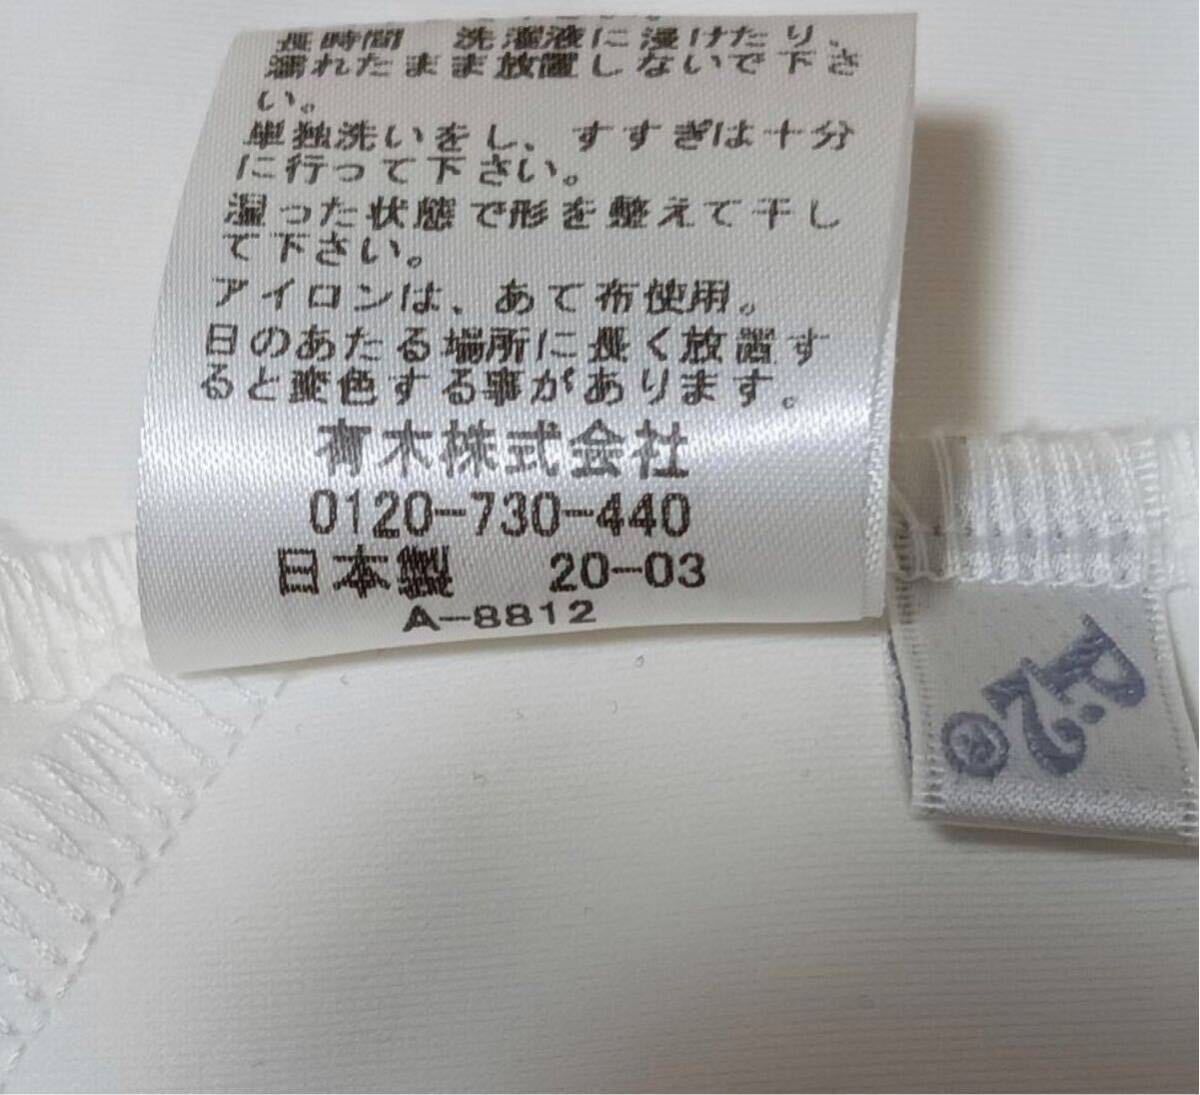 長時間　洗濯液に浸けたり、
濡れたまま放置しないで下さ
い。
単独洗いをし、すすぎは十分
に行って下さい。
湿った状態で形を整えて干し
て下さい。
アイロンは、あて布使用。
日のあたる場所に長く放置す
ると変色する事があります。
有木株式会社
0120-730-440
日本製　20-03
A-8812